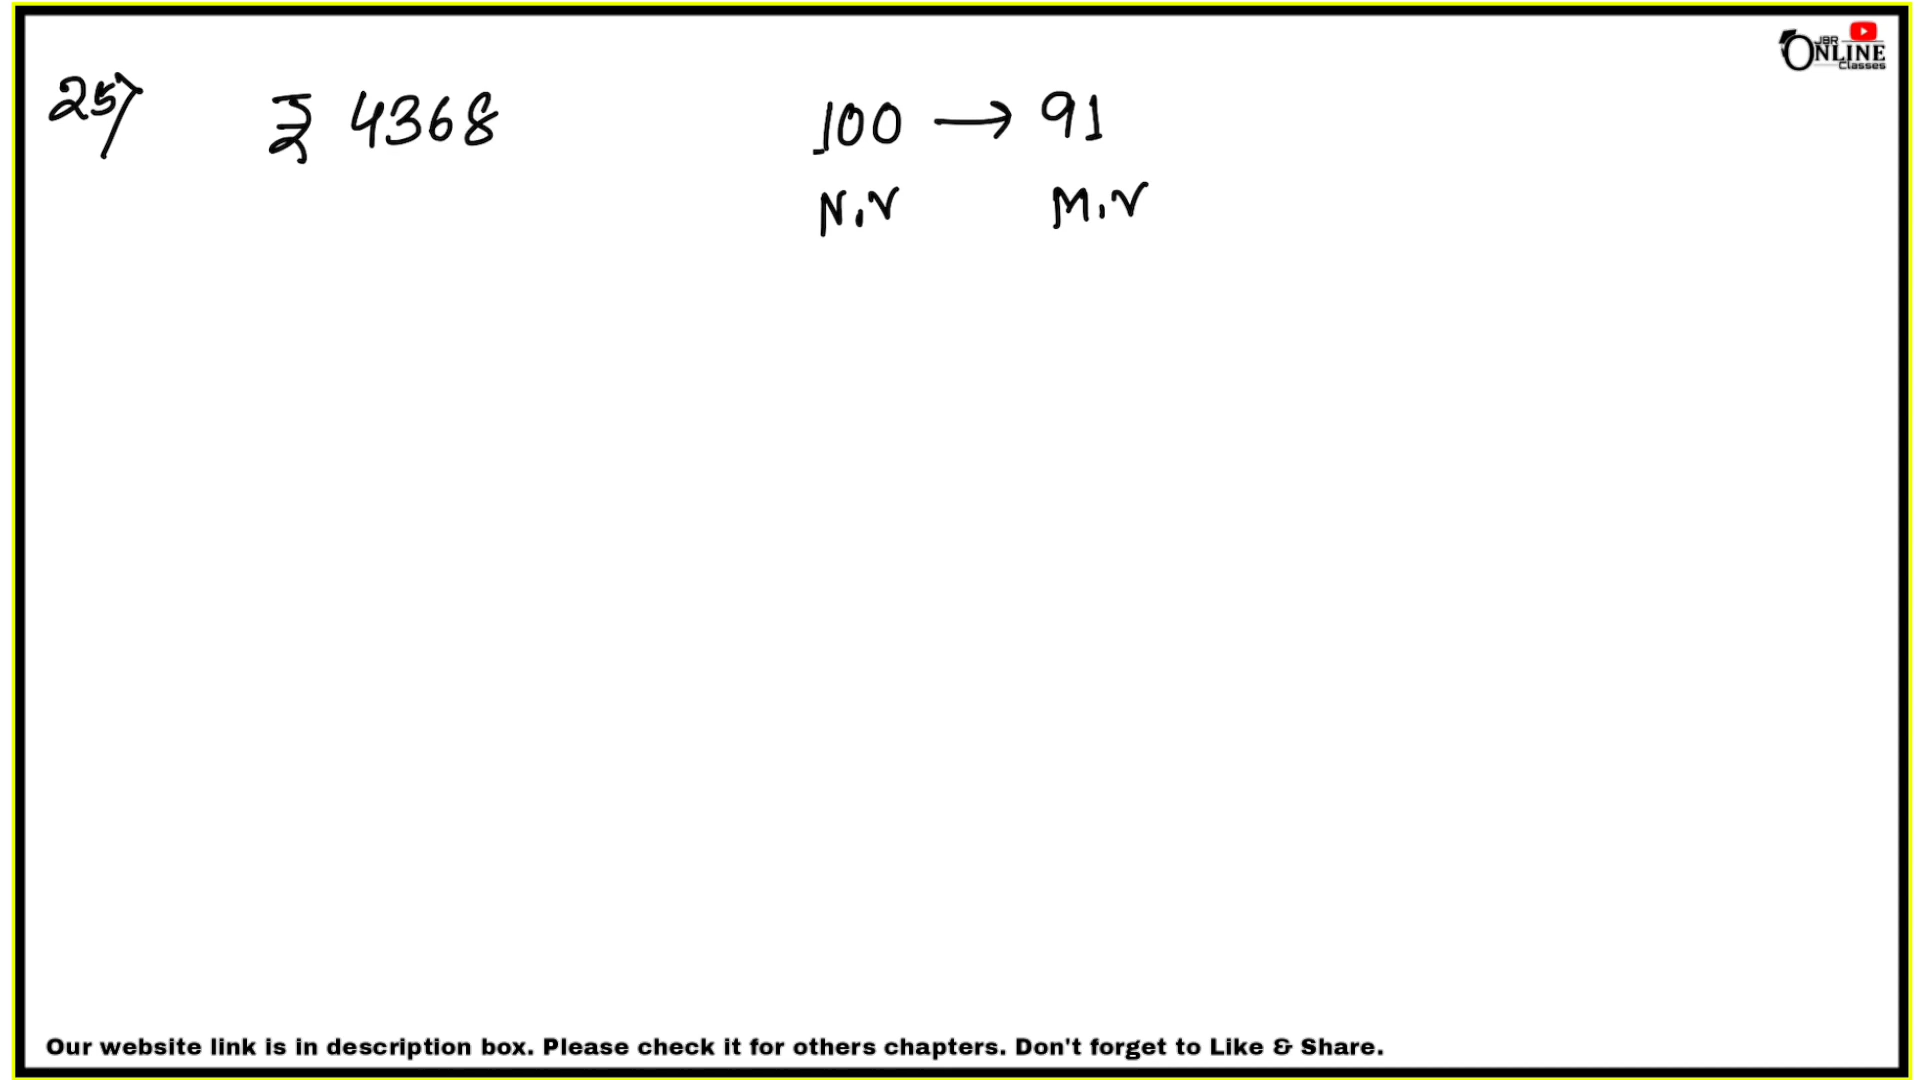 25/ ₹ 4368 100 → 91
N.V M.V
JBR
ONLINE
Classes
Our website link is in description box. Please check it for others chapters. Don't forget to Like & Share.